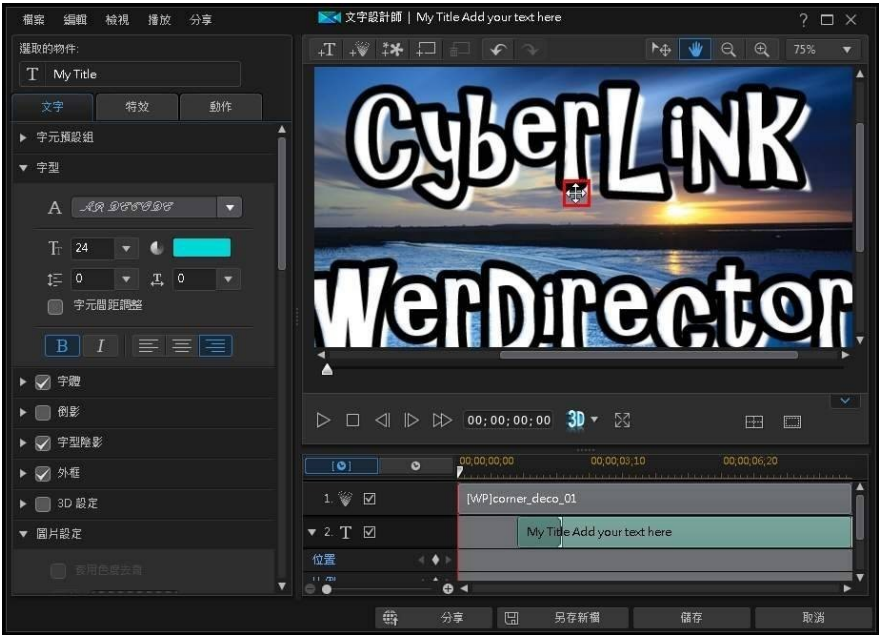 檔案 編輯 檢視 播放 分享
文字設計師 | My Title Add your text here
選取的物件:
T My Title
75%
文字 特效 動作
字元預設組
字型
CyberLink
A AR DECODE
24
0 0
字元間距調整
B I
WerDirector
字體
倒影
字型陰影
外框
3D 設定
圖片設定
00;00;00;00 3D
00;00;00;00 00;00;03;10 00;00;06;20
1. [WP]corner_deco_01
2. T My Title Add your text here
位置
分享 另存新檔 儲存 取消